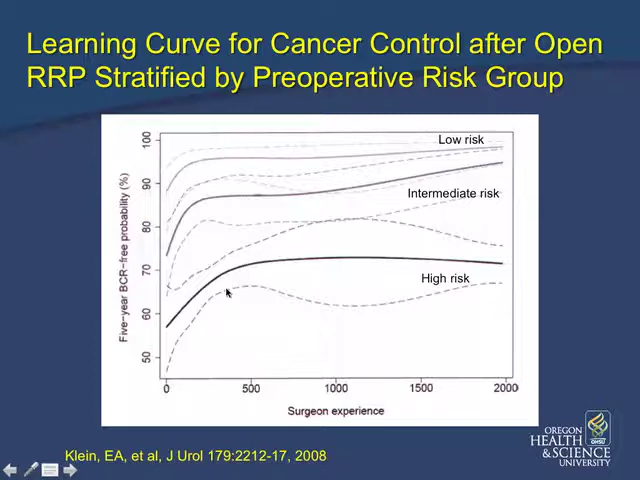 Learning Curve for Cancer Control after Open
RRP Stratified by Preoperative Risk Group
Five-year BCR-free probability (%)
100
90
80
70
60
50
Low risk
Intermediate risk
High risk
0
500
1000
1500
2000
Surgeon experience
Klein, EA, et al, J Urol 179:2212-17, 2008
OREGON
HEALTH
& SCIENCE
UNIVERSITY
OHSU